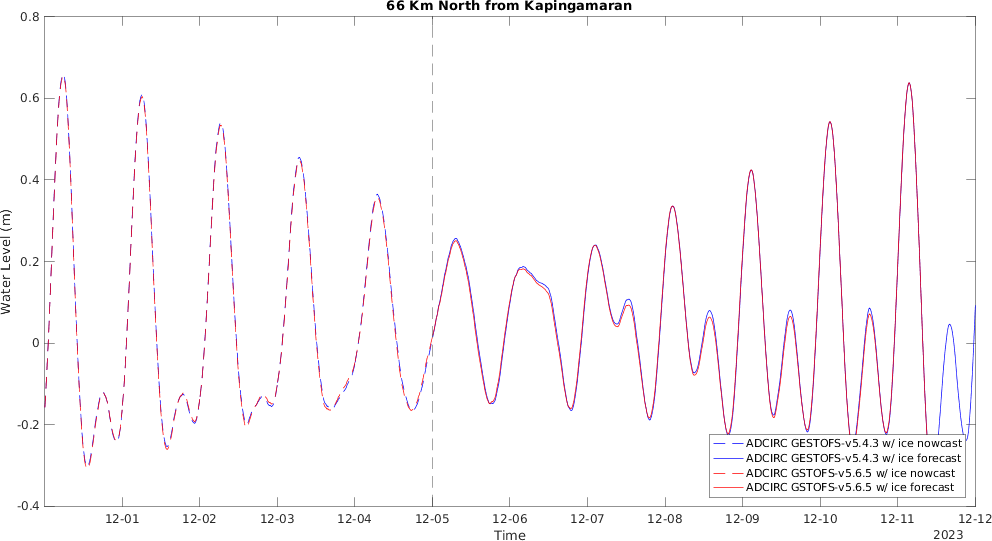 66 Km North from Kapingamaran
Water Level (m)
0.8
0.6
0.4
0.2
0
-0.2
-0.4
ADCIRC GESTOFS-v5.4.3 w/ ice nowcast
ADCIRC GESTOFS-v5.4.3 w/ ice forecast
ADCIRC GSTOFS-v5.6.5 w/ ice nowcast
ADCIRC GSTOFS-v5.6.5 w/ ice forecast
12-01 12-02 12-03 12-04 12-05 12-06 12-07 12-08 12-09 12-10 12-11 12-12
Time
2023